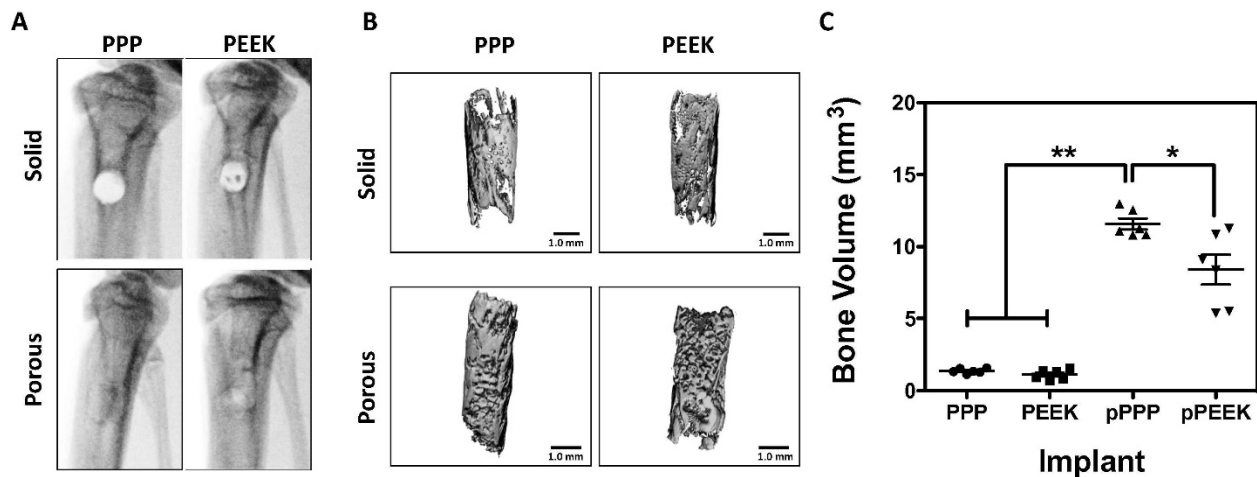 A
PPP PEEK
Solid
Porous
B
PPP PEEK
Solid
1.0 mm 1.0 mm
Porous
1.0 mm 1.0 mm
C
Bone Volume (mm³)
20
15
10
5
0
** *
PPP PEEK pPPP pPEEK
Implant